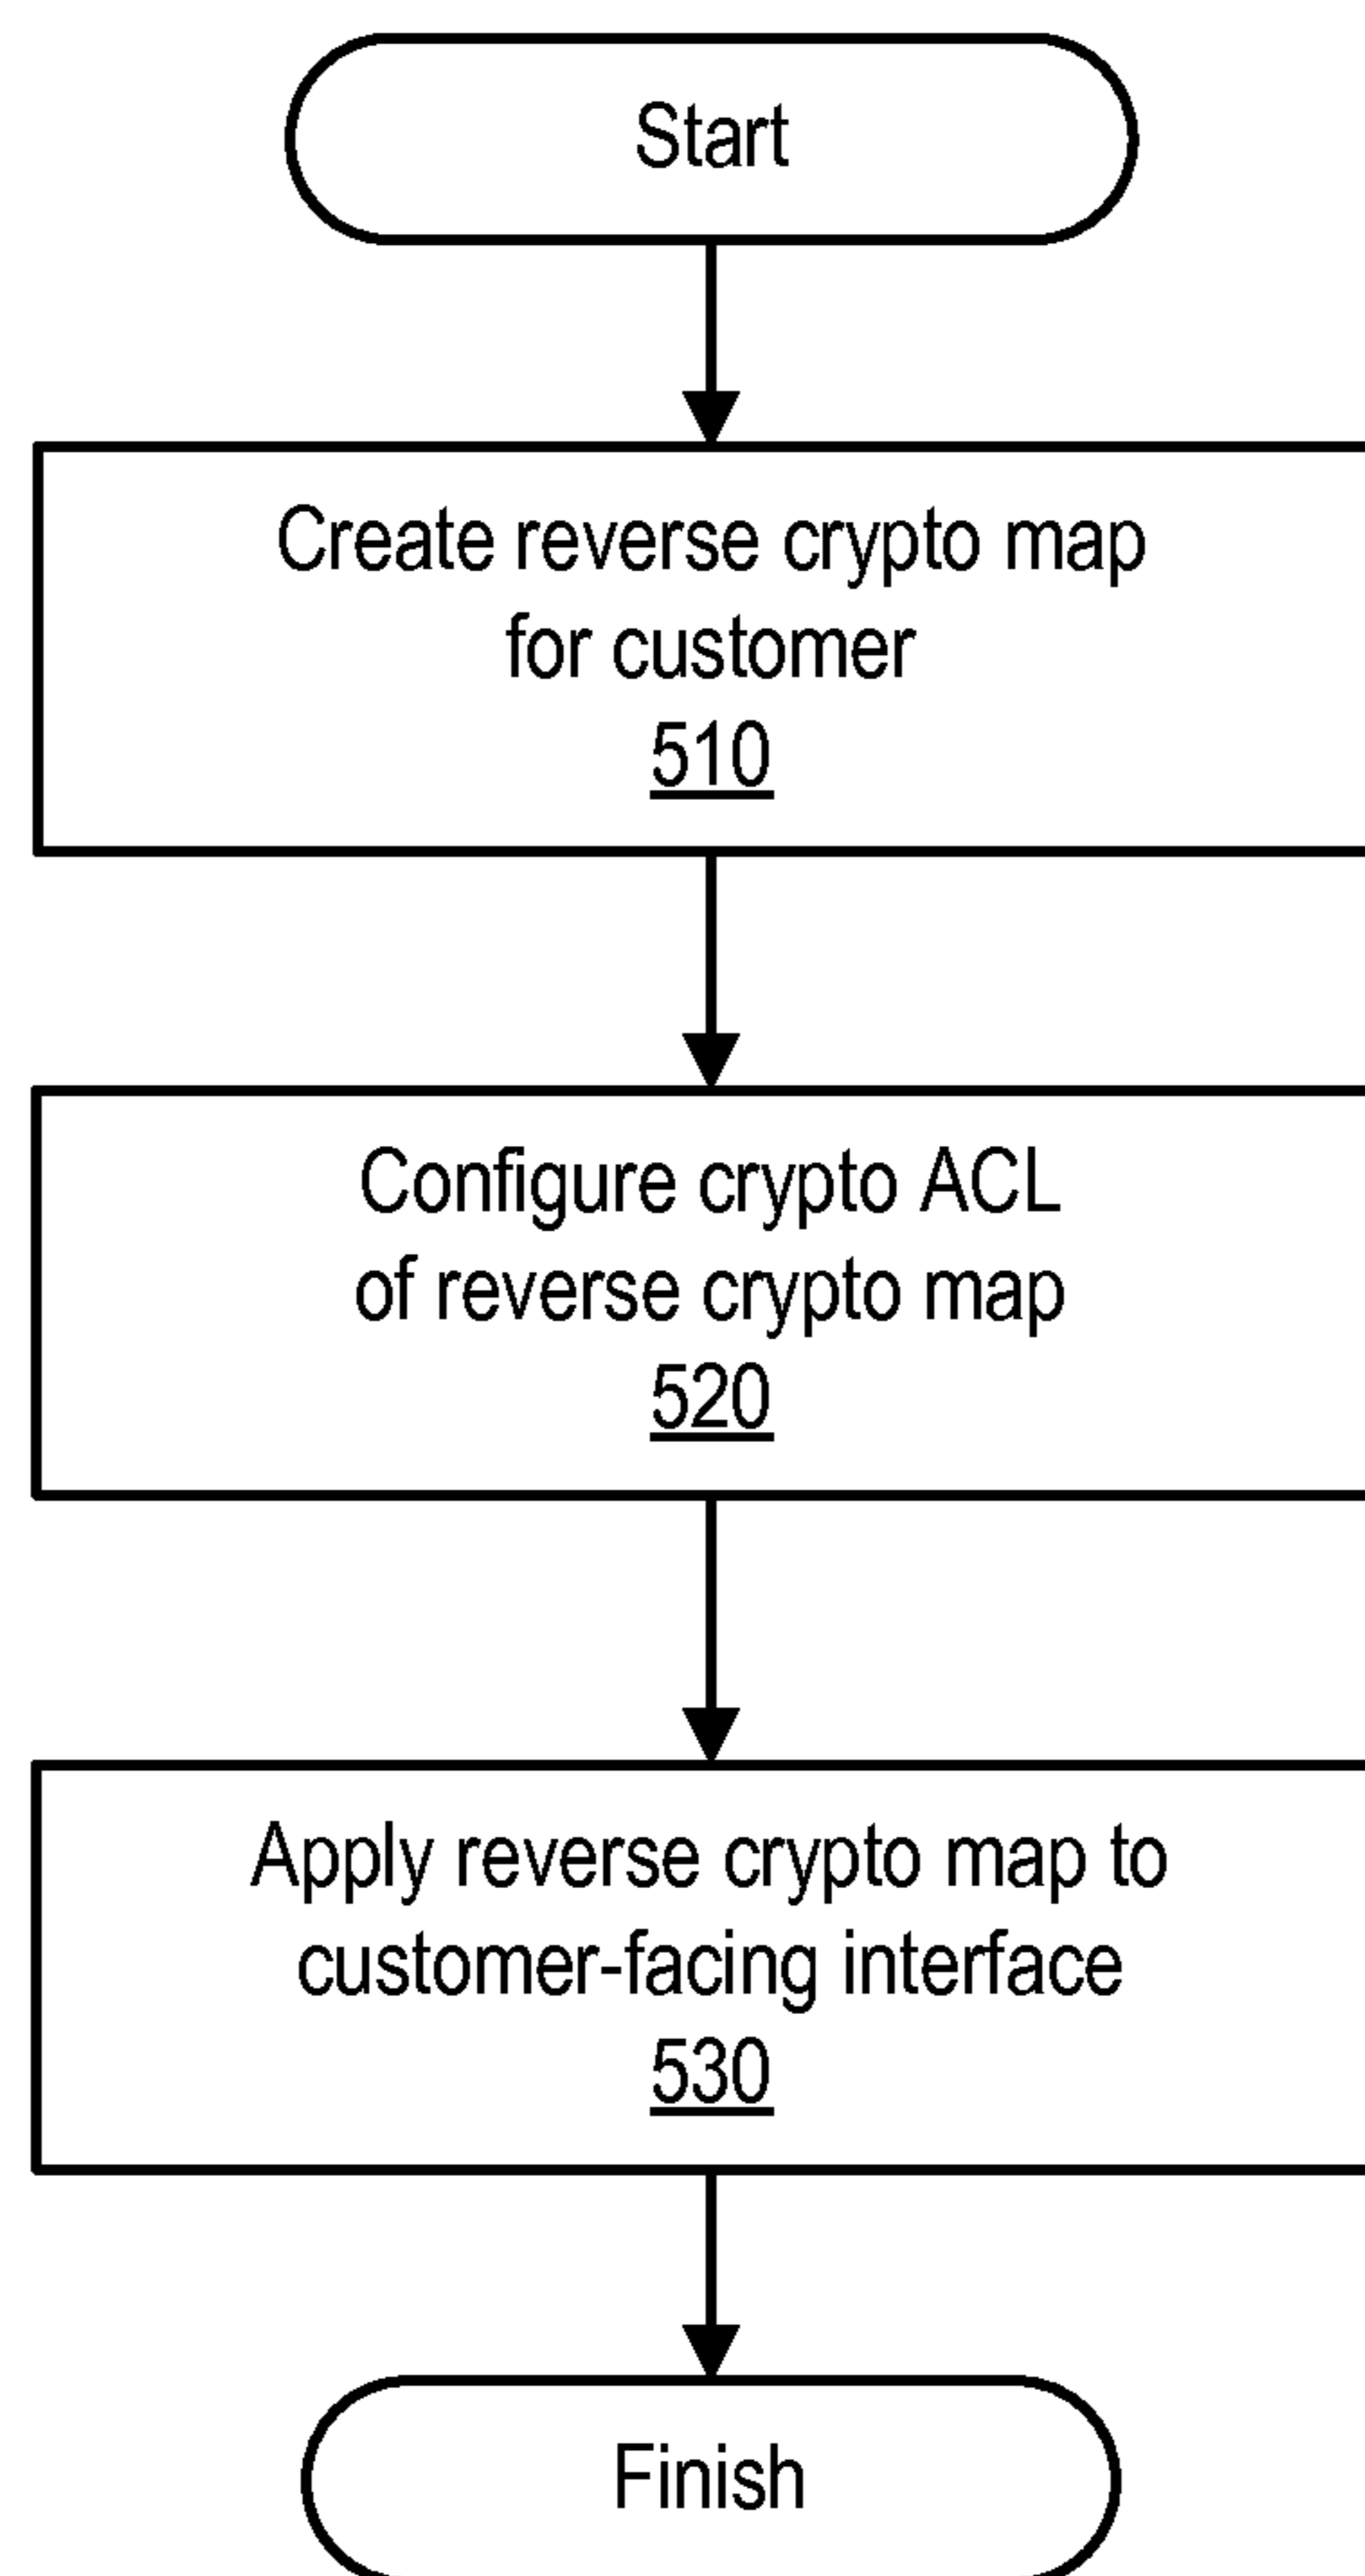 Start
Create reverse crypto map
for customer
510
Configure crypto ACL
of reverse crypto map
520
Apply reverse crypto map to
customer-facing interface
530
Finish